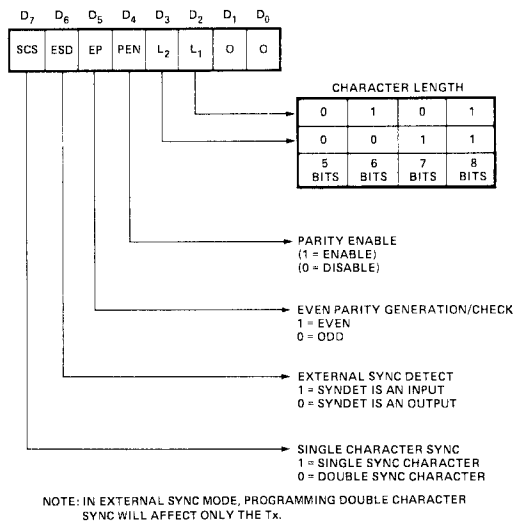 D7 D6 D5 D4 D3 D2 D1 D0
SCS ESD EP PEN L2 L1 0 0
CHARACTER LENGTH
0 1 0 1
0 0 1 1
5 BITS 6 BITS 7 BITS 8 BITS
PARITY ENABLE
(1 = ENABLE)
(0 = DISABLE)
EVEN PARITY GENERATION/CHECK
1 = EVEN
0 = ODD
EXTERNAL SYNC DETECT
1 = SYNDET IS AN INPUT
0 = SYNDET IS AN OUTPUT
SINGLE CHARACTER SYNC
1 = SINGLE SYNC CHARACTER
0 = DOUBLE SYNC CHARACTER
NOTE: IN EXTERNAL SYNC MODE, PROGRAMMING DOUBLE CHARACTER
SYNC WILL AFFECT ONLY THE Tx.